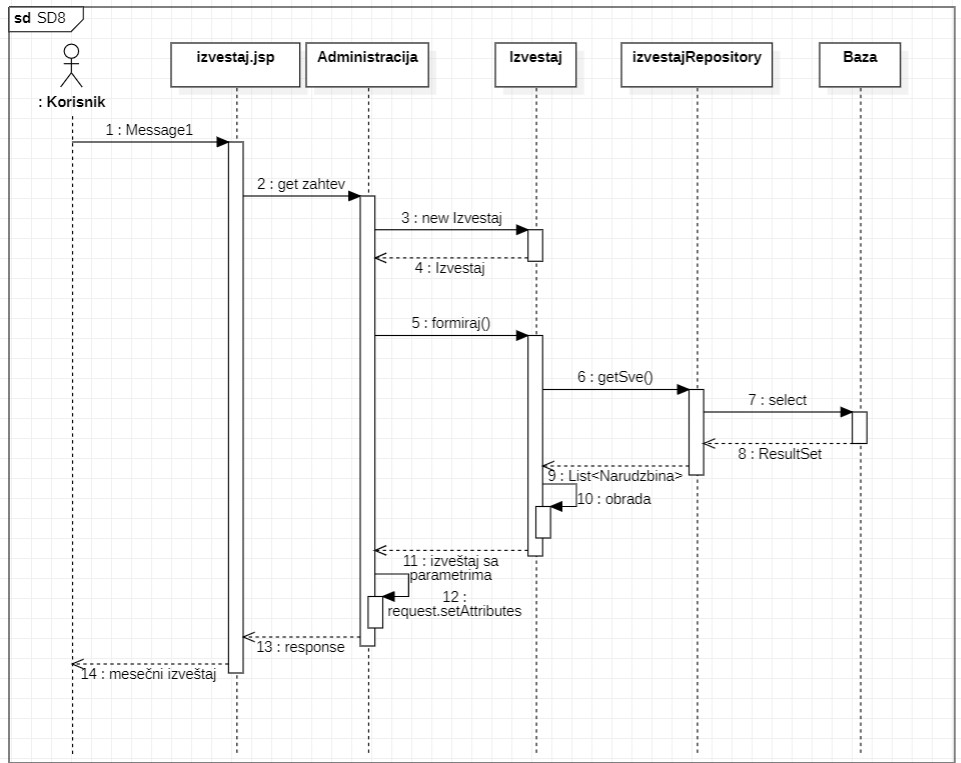 sd SD8
: Korisnik
izvestaj.jsp
Administracija
Izvestaj
izvestajRepository
Baza
1 : Message1
2 : get zahtev
3 : new Izvestaj
4 : Izvestaj
5 : formiraj()
6 : getSve()
7 : select
8 : ResultSet
9 : List<Narudzbina>
10 : obrada
11 : izveštaj sa
parametrima
12 :
request.setAttributes
13 : response
14 : mesečni izveštaj